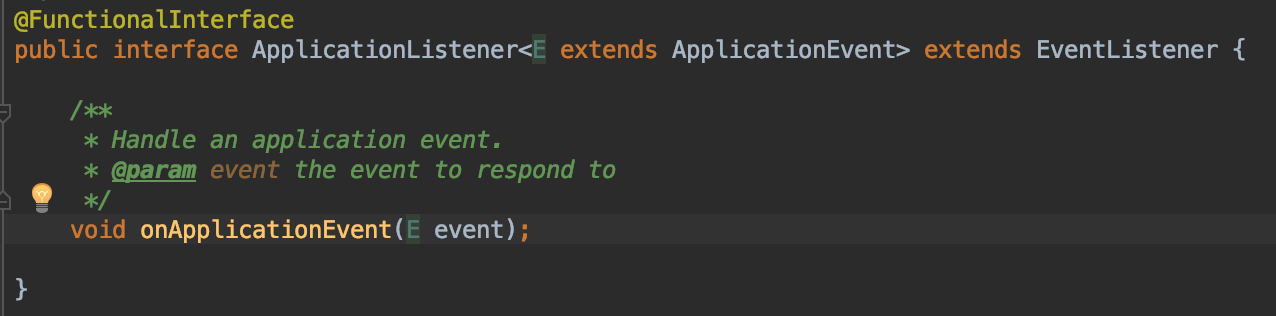 @FunctionalInterface
public interface ApplicationListener<E extends ApplicationEvent> extends EventListener {
/**
* Handle an application event.
* @param event the event to respond to
*/
void onApplicationEvent(E event);
}